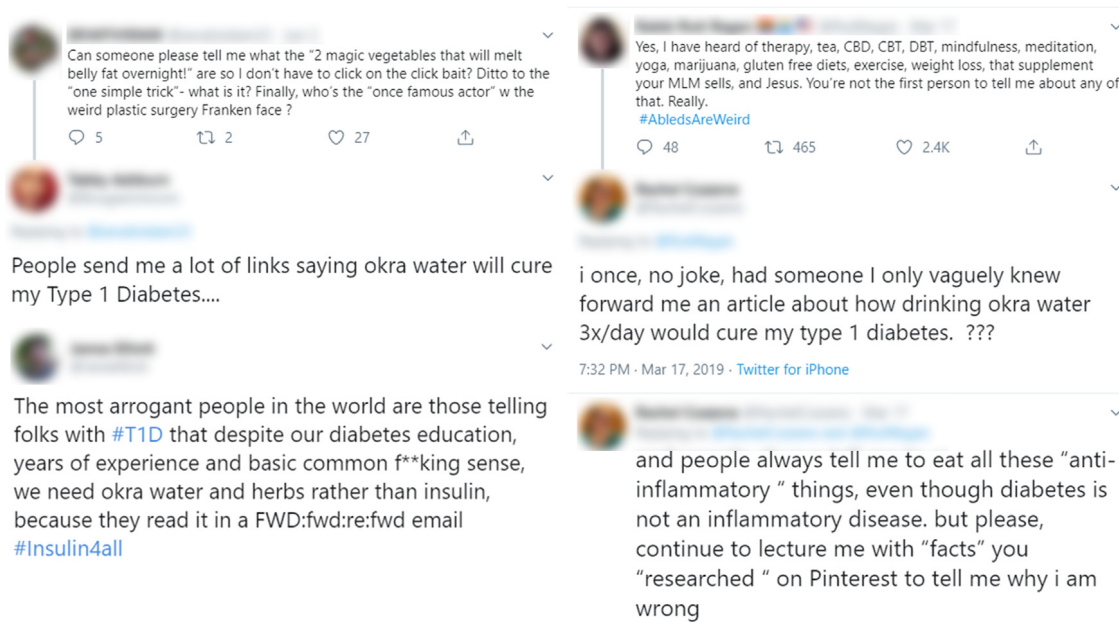 Can someone please tell me what the “2 magic vegetables that will melt
belly fat overnight!” are so I don’t have to click on the click bait? Ditto to the
“one simple trick”- what is it? Finally, who’s the “once famous actor” w the
weird plastic surgery Franken face ?
5 2 27
People send me a lot of links saying okra water will cure
my Type 1 Diabetes....
The most arrogant people in the world are those telling
folks with #T1D that despite our diabetes education,
years of experience and basic common f**king sense,
we need okra water and herbs rather than insulin,
because they read it in a FWD:fwd:re:fwd email
#Insulin4all
Yes, I have heard of therapy, tea, CBD, CBT, DBT, mindfulness, meditation,
yoga, marijuana, gluten free diets, exercise, weight loss, that supplement
your MLM sells, and Jesus. You’re not the first person to tell me about any of
that. Really.
#AbledsAreWeird
48 465 2.4K
i once, no joke, had someone I only vaguely knew
forward me an article about how drinking okra water
3x/day would cure my type 1 diabetes. ???
7:32 PM · Mar 17, 2019 · Twitter for iPhone
and people always tell me to eat all these “anti-
inflammatory “ things, even though diabetes is
not an inflammatory disease. but please,
continue to lecture me with “facts” you
“researched “ on Pinterest to tell me why i am
wrong